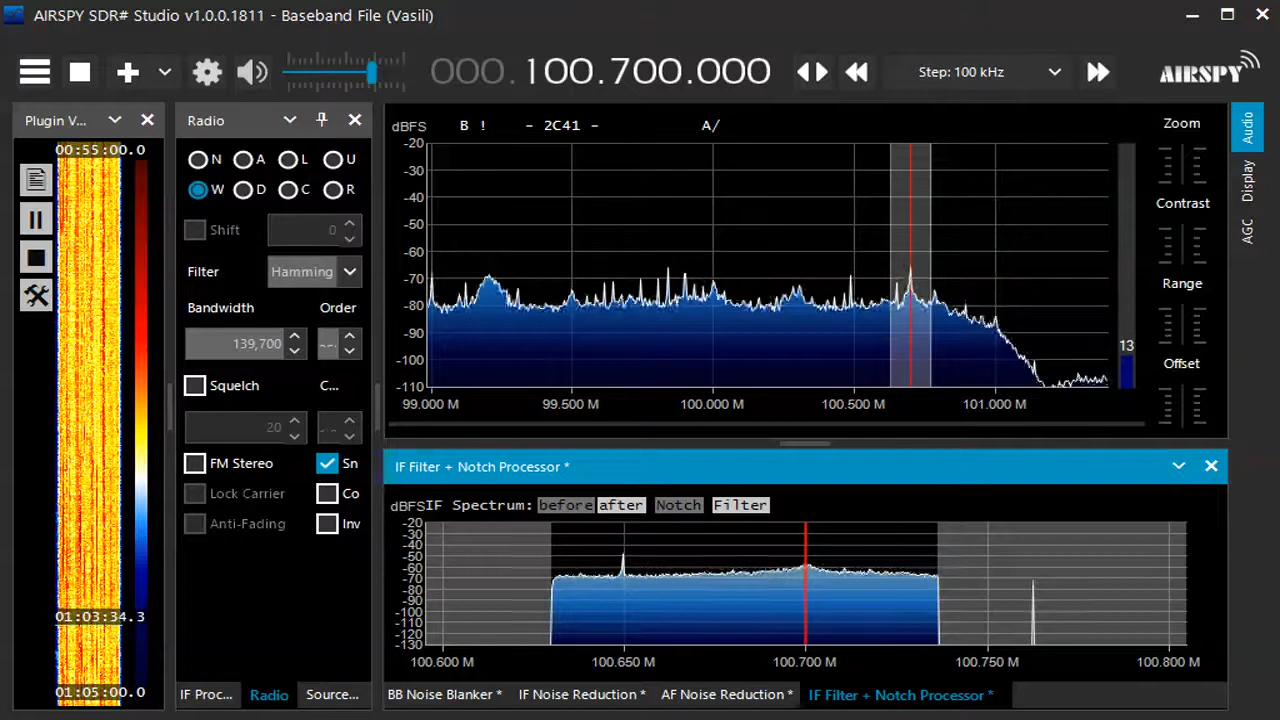 AIRSPY SDR# Studio v1.0.0.1811 - Baseband File (Vasili)
000.100.700.000
Step: 100 kHz
AIRSPY
Plugin V...
00:55:00.0
01:03:34.3
01:05:00.0
Radio
N A L U
W D C R
Shift 0
Filter Hamming
Bandwidth Order
139,700
Squelch C...
20
FM Stereo Sn
Lock Carrier Co
Anti-Fading Inv
IF Proc... Radio Source...
dBFS B ! - 2C41 - A/
-20
-30
-40
-50
-60
-70
-80
-90
-100
-110
99.000 M 99.500 M 100.000 M 100.500 M 101.000 M
13
Zoom
Contrast
Range
Offset
Audio
Display
AGC
IF Filter + Notch Processor *
dBFS IF Spectrum: before after Notch Filter
-20
-30
-40
-50
-60
-70
-80
-90
-100
-110
-120
-130
100.600 M 100.650 M 100.700 M 100.750 M 100.800 M
BB Noise Blanker * IF Noise Reduction * AF Noise Reduction * IF Filter + Notch Processor *